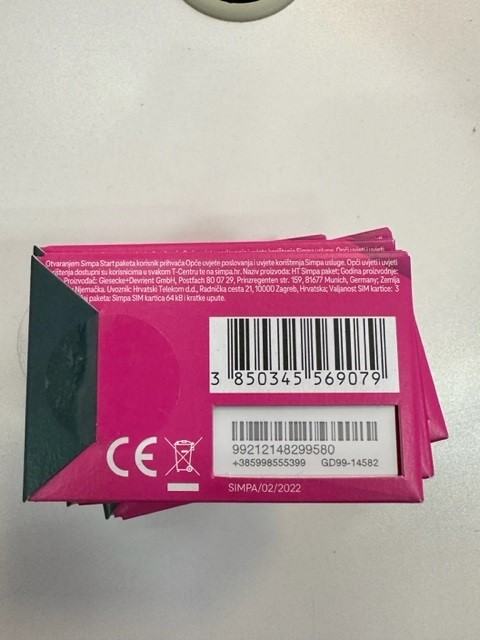 Otvaranjem Simpa Start paketa korisnik prihvaća Opće uvjete poslovanja i uvjete korištenja Simpa usluge. Opći uvjeti i uvjeti
korištenja dostupni su korisnicima u svakom T-Centru te na simpa.hr. Naziv proizvoda: HT Simpa paket; Godina proizvodnje:
Proizvođač: Giesecke+Devrient GmbH, Postfach 80 07 29, Prinzregenten str. 159, 81677 Munich, Germany; Zemlja
Njemačka. Uvoznik: Hrvatski Telekom d.d., Radnička cesta 21, 10000 Zagreb, Hrvatska; Valjanost SIM kartice: 3
paketa: Simpa SIM kartica 64 kB i kratke upute.
3 850345 569079
99212148299580
+385998555399 GD99-14582
CE
SIMPA/02/2022